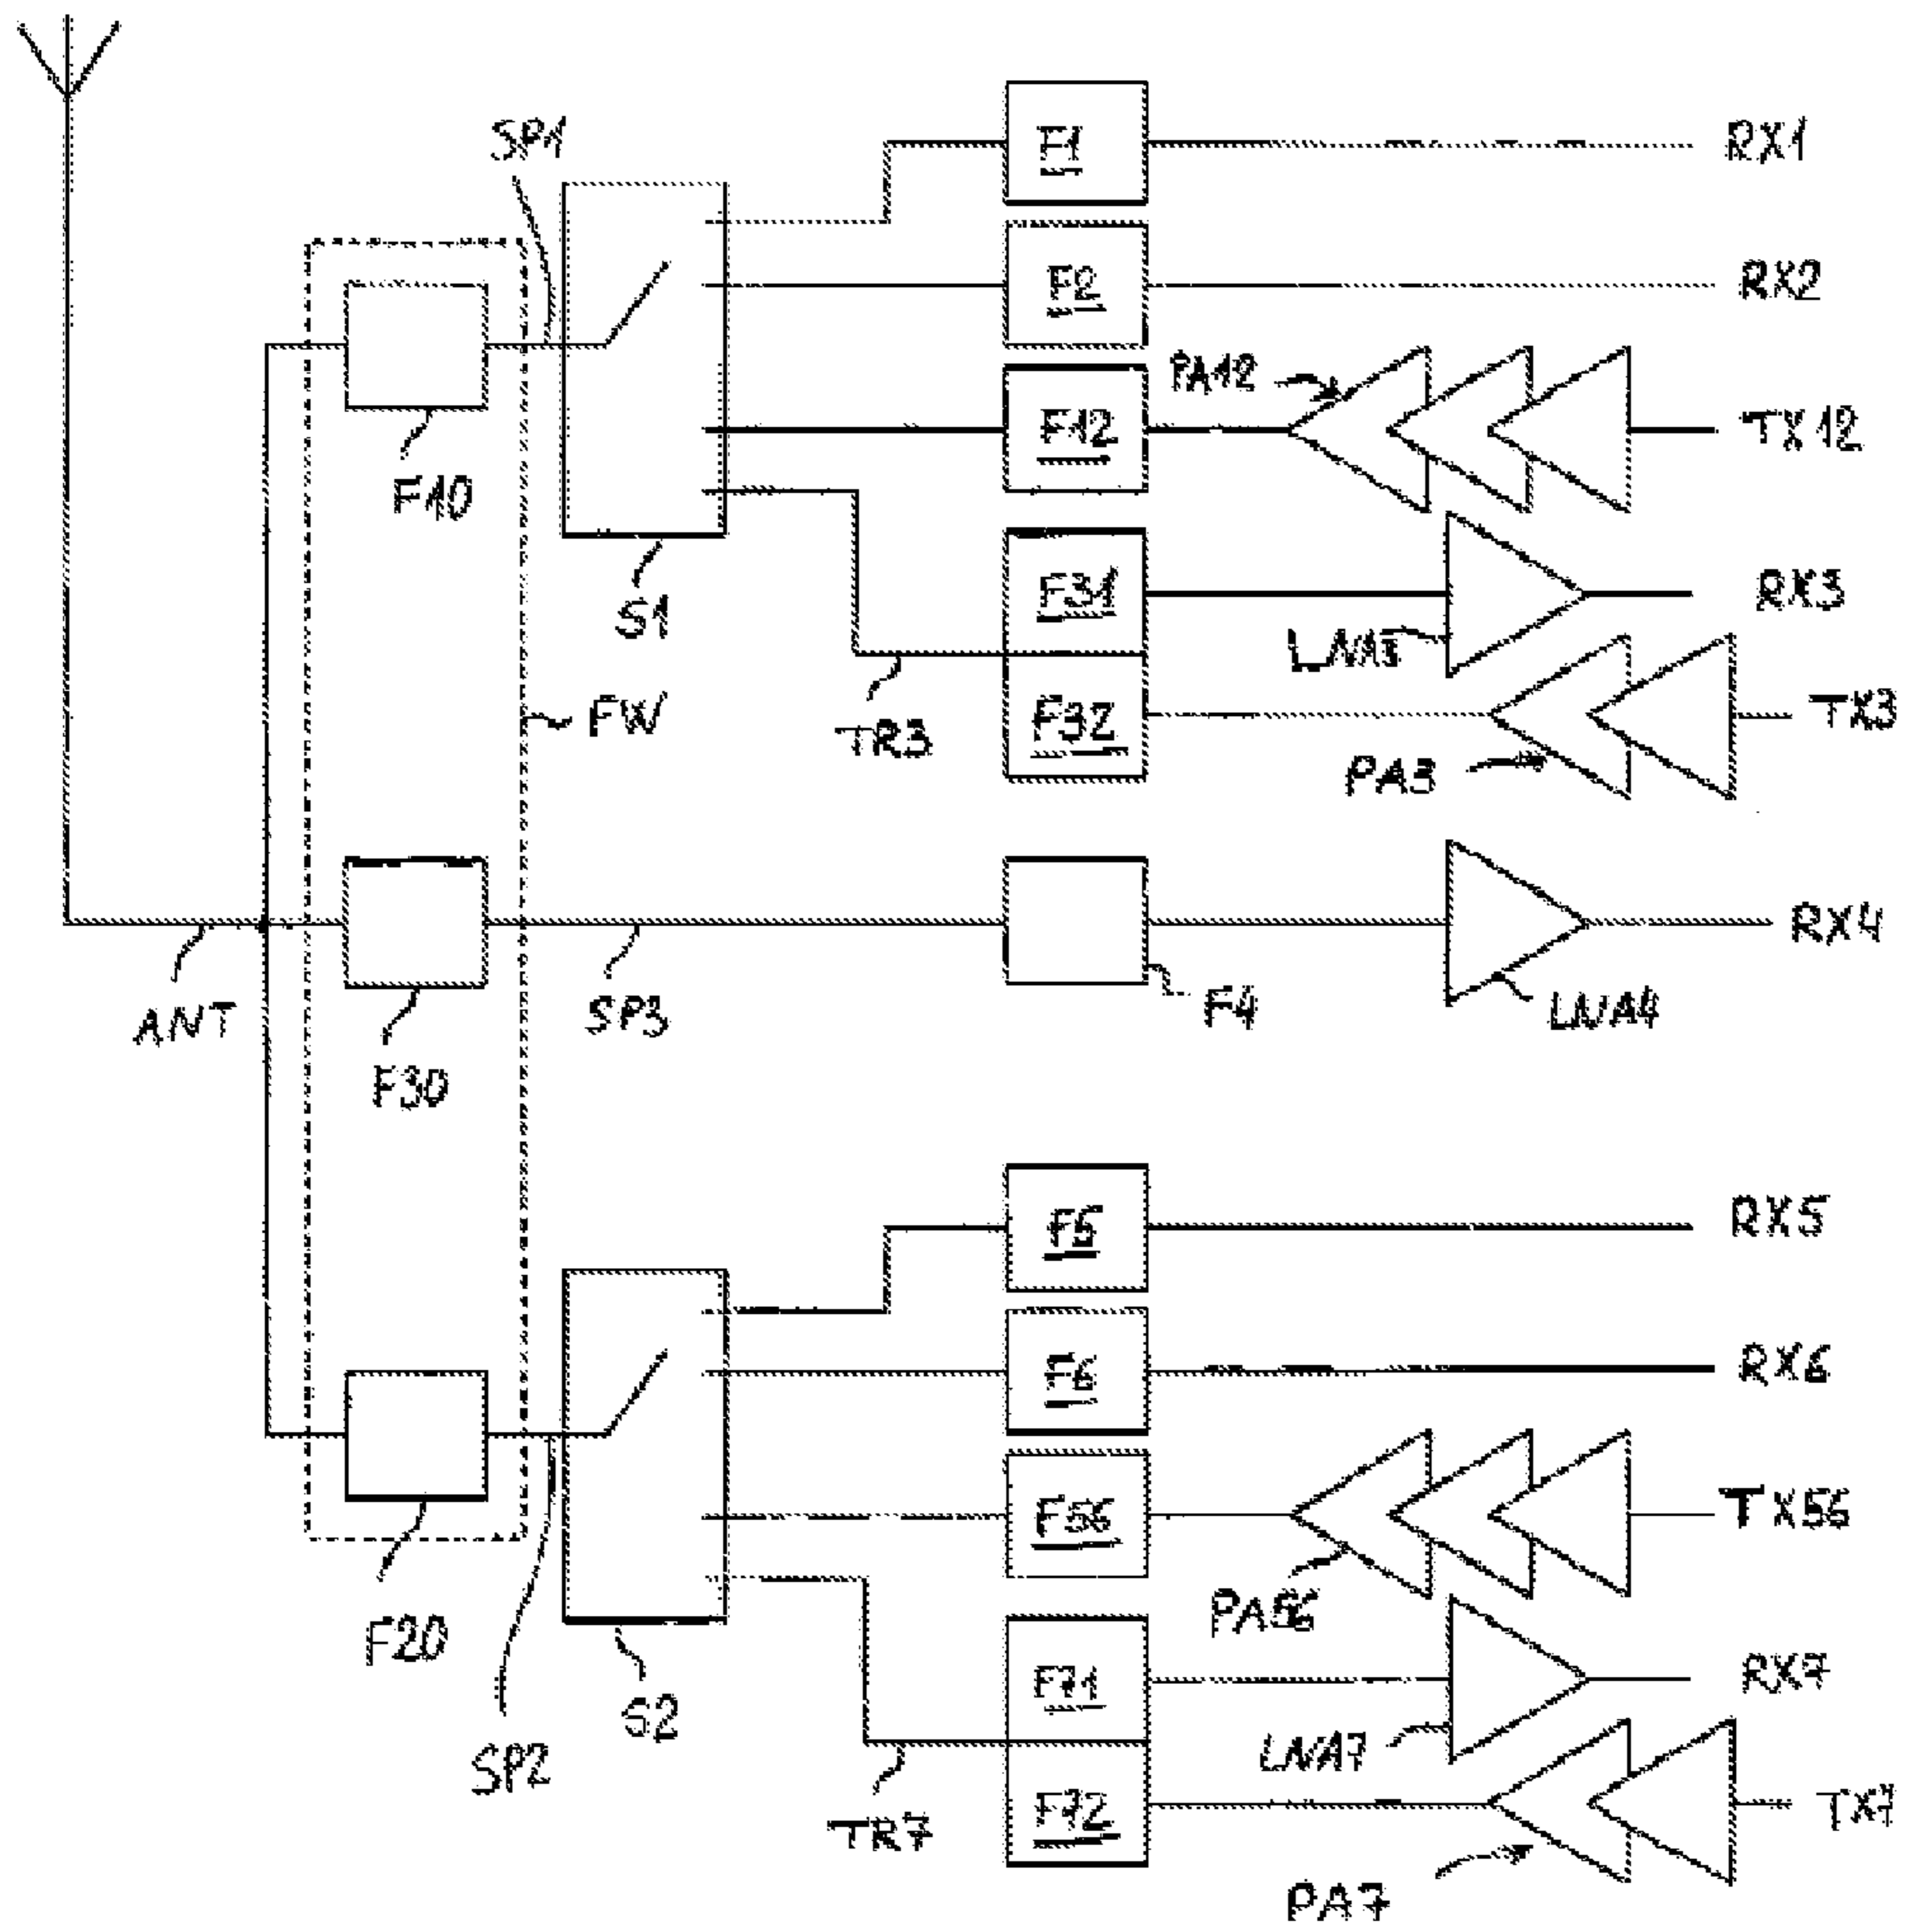 SP1
F1
RX1
F2
RX2
F10
PA12
F12
TX12
S1
F31
RX3
LNA3
FW
TR3
F32
TX3
PA3
RX4
ANT
SP3
F4
LNA4
F30
F5
RX5
F6
RX6
F56
TX56
PA56
F20
S2
F71
RX7
SP2
LNA7
TR7
F72
TX7
PA7